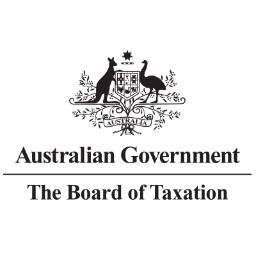 AUSTRALIA
Australian Government
The Board of Taxation